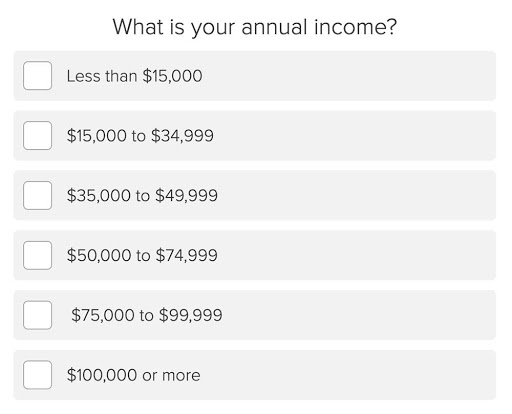 What is your annual income?
Less than $15,000
$15,000 to $34,999
$35,000 to $49,999
$50,000 to $74,999
$75,000 to $99,999
$100,000 or more